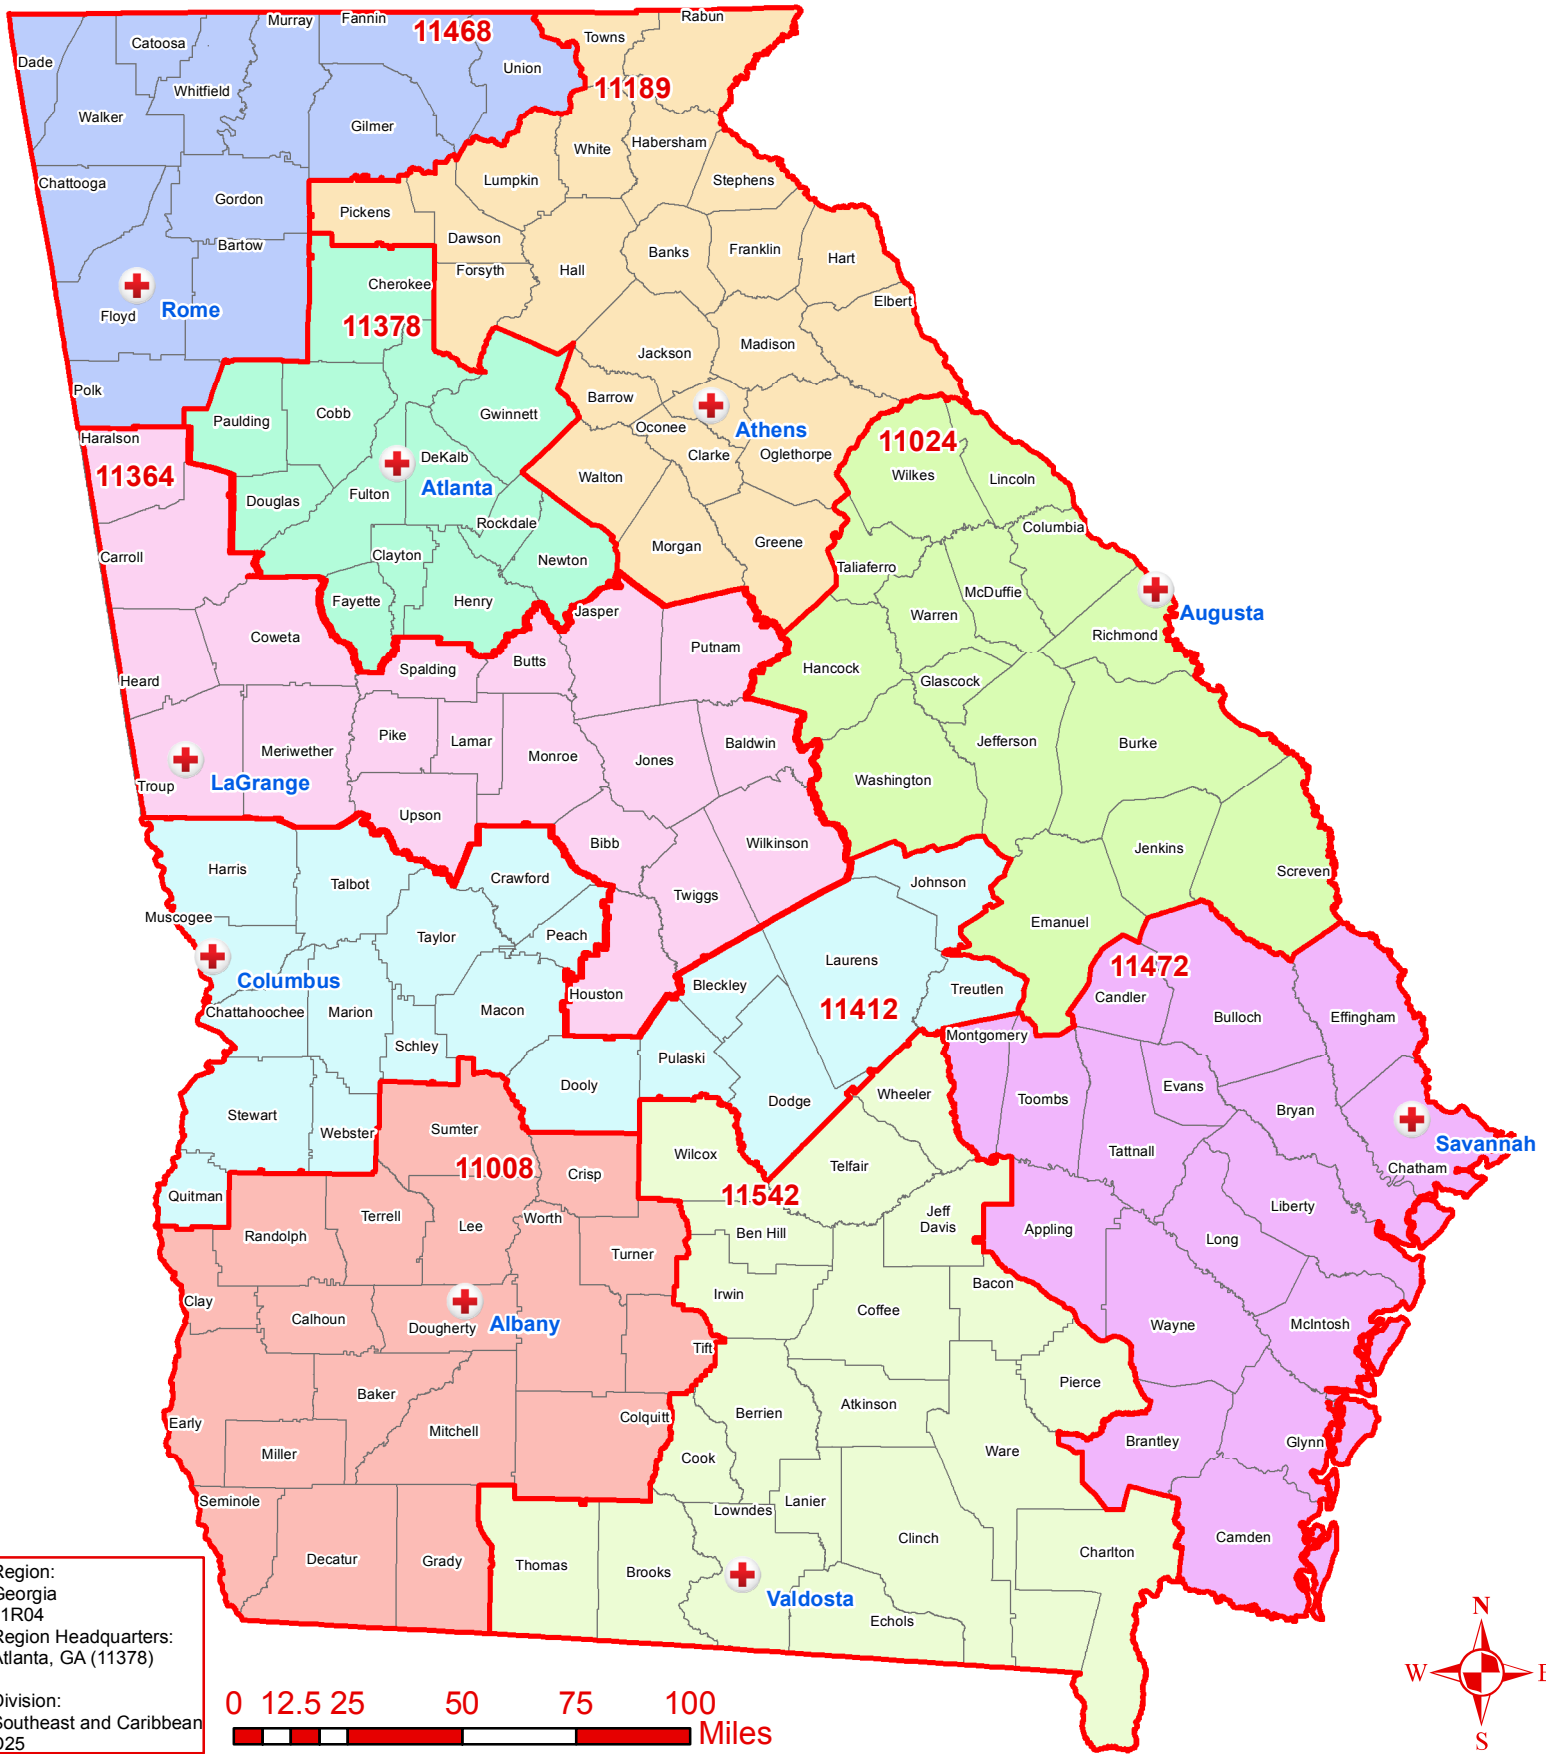 Murray
Fannin
Rabun
11468
Towns
Catoosa
Dade
Union
11189
Whitfield
Walker
Gilmer
White
Habersham
Lumpkin
Stephens
Chattooga
Gordon
Pickens
Dawson
Bartow
Banks
Franklin
Hart
Forsyth
Hall
Cherokee
Elbert
Floyd
Rome
11378
Madison
Jackson
Polk
Barrow
Paulding
Cobb
Gwinnett
Oconee
Athens
Haralson
11024
Clarke
Oglethorpe
DeKalb
11364
Walton
Wilkes
Lincoln
Fulton
Atlanta
Douglas
Rockdale
Columbia
Morgan
Greene
Carroll
Clayton
Newton
Taliaferro
McDuffie
Fayette
Henry
Jasper
Warren
Augusta
Richmond
Coweta
Putnam
Spalding
Butts
Hancock
Heard
Glascock
Pike
Lamar
Baldwin
Jefferson
Burke
Meriwether
Monroe
Jones
Troup
LaGrange
Washington
Upson
Bibb
Wilkinson
Jenkins
Harris
Talbot
Crawford
Johnson
Screven
Twiggs
Muscogee
Emanuel
Taylor
Peach
Laurens
11472
Columbus
Bleckley
Treutlen
Houston
Candler
Chattahoochee
Marion
Macon
11412
Bulloch
Effingham
Schley
Montgomery
Pulaski
Dooly
Evans
Stewart
Wheeler
Toombs
Dodge
Bryan
Webster
Sumter
Savannah
Tattnall
Wilcox
11008
Crisp
Telfair
Chatham
Quitman
11542
Liberty
Terrell
Lee
Worth
Jeff
Davis
Appling
Randolph
Ben Hill
Long
Turner
Bacon
Clay
Irwin
Calhoun
Coffee
Dougherty
Albany
Wayne
McIntosh
Tift
Baker
Pierce
Atkinson
Early
Colquitt
Berrien
Mitchell
Miller
Cook
Ware
Brantley
Glynn
Seminole
Lowndes
Lanier
Clinch
Camden
Decatur
Grady
Thomas
Brooks
Charlton
Valdosta
Echols
Region:
Georgia
1R04
Region Headquarters:
Atlanta, GA (11378)
Division:
Southeast and Caribbean
D25
0 12.5 25 50 75 100
Miles
N
W
E
S